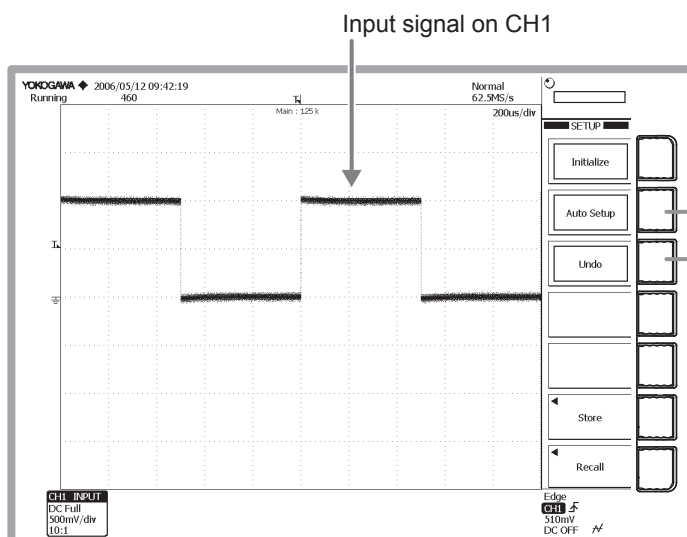 Input signal on CH1
YOKOGAWA ◆ 2006/05/12 09:42:19
Running 460
Normal
62.5MS/s
Main : 125 k
200us/div
SETUP
Initialize
Auto Setup
Undo
Store
Recall
CH1 INPUT
DC Full
500mV/div
10:1
Edge
CH1
510mV
DC OFF